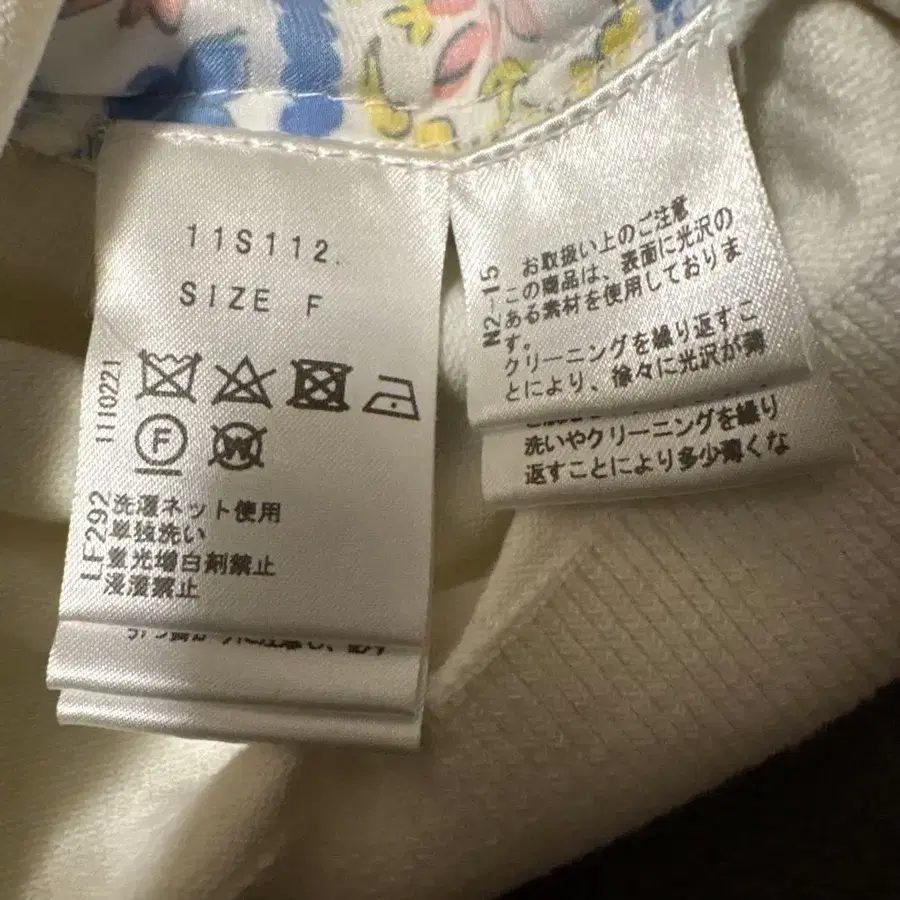 11S112.
SIZE F
1110221
F
W
LF292
洗濯ネット使用
単独洗い
蛍光増白剤禁止
浸漬禁止
N2-15
お取扱い上のご注意
この商品は、表面に光沢の
ある素材を使用しておりま
す。
クリーニングを繰り返すこ
とにより、徐々に光沢が薄
洗いやクリーニングを繰り
返すことにより多少薄くな